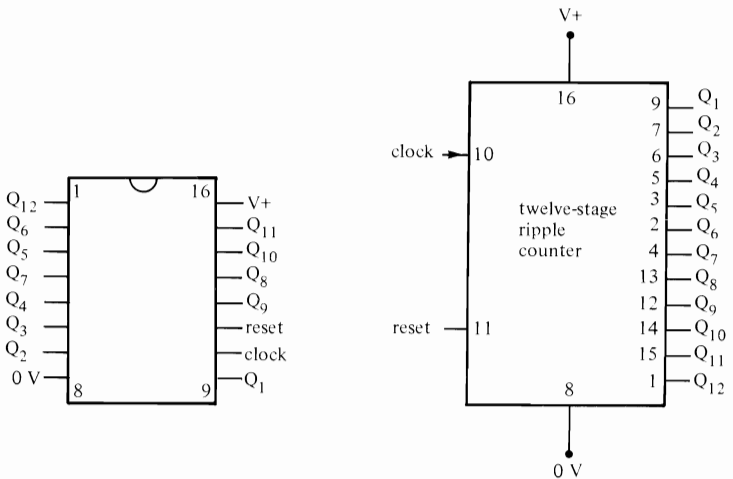 1 16
Q12 V+
Q6 Q11
Q5 Q10
Q7 Q8
Q4 Q9
Q3 reset
Q2 clock
0 V Q1
8 9
V+
16
9 Q1
7 Q2
clock 10 6 Q3
5 Q4
twelve-stage 3 Q5
ripple 2 Q6
counter 4 Q7
13 Q8
12 Q9
reset 11 14 Q10
15 Q11
8 1 Q12
0 V